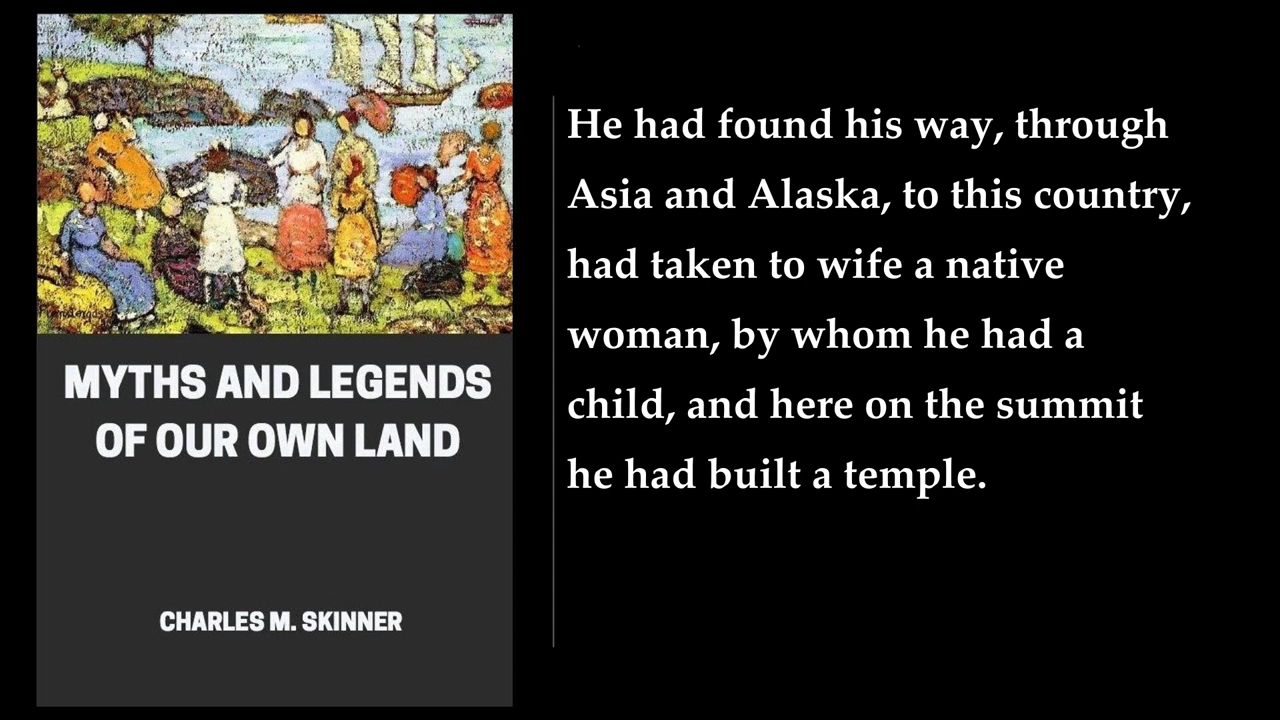 MYTHS AND LEGENDS
OF OUR OWN LAND
CHARLES M. SKINNER
He had found his way, through
Asia and Alaska, to this country,
had taken to wife a native
woman, by whom he had a
child, and here on the summit
he had built a temple.